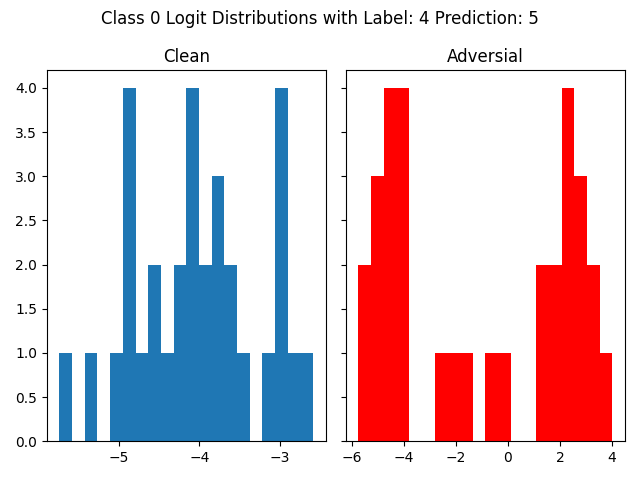 Class 0 Logit Distributions with Label: 4 Prediction: 5
Clean
Adversial
4.0
3.5
3.0
2.5
2.0
1.5
1.0
0.5
0.0
−5 −4 −3
−6 −4 −2 0 2 4